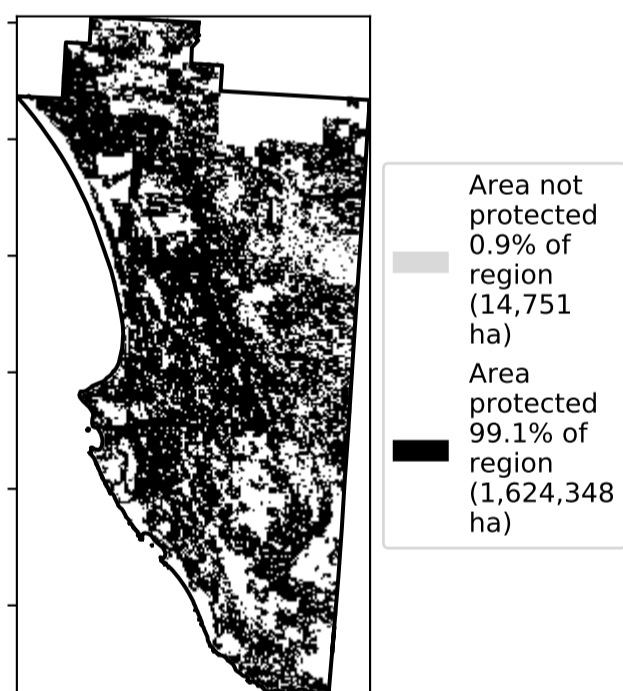 Area not
protected
0.9% of
region
(14,751
ha)
Area
protected
99.1% of
region
(1,624,348
ha)